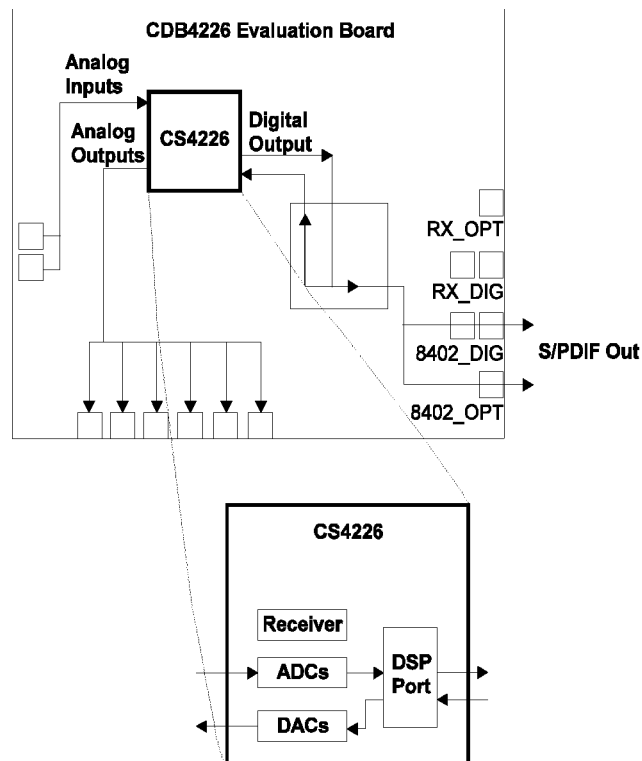 CDB4226 Evaluation Board
Analog
Inputs
Analog
Outputs
CS4226
Digital
Output
RX_OPT
RX_DIG
8402_DIG
S/PDIF Out
8402_OPT
CS4226
Receiver
ADCs
DSP
Port
DACs